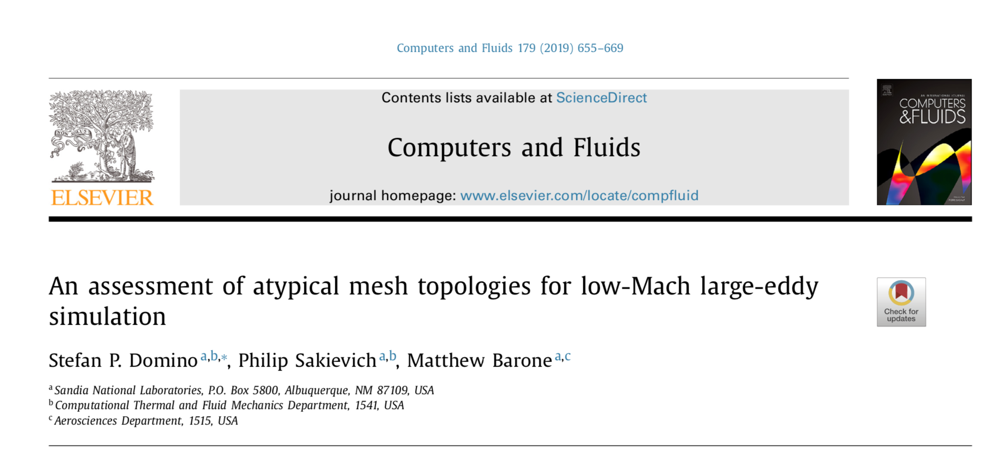 Computers and Fluids 179 (2019) 655–669
Contents lists available at ScienceDirect
Computers and Fluids
journal homepage: www.elsevier.com/locate/compfluid
NON SOLUS
ELSEVIER
AN INTERNATIONAL JOURNAL
COMPUTERS
&FLUIDS
An assessment of atypical mesh topologies for low-Mach large-eddy
simulation
Check for
updates
Stefan P. Domino a,b,*, Philip Sakievich a,b, Matthew Barone a,c
a Sandia National Laboratories, P.O. Box 5800, Albuquerque, NM 87109, USA
b Computational Thermal and Fluid Mechanics Department, 1541, USA
c Aerosciences Department, 1515, USA